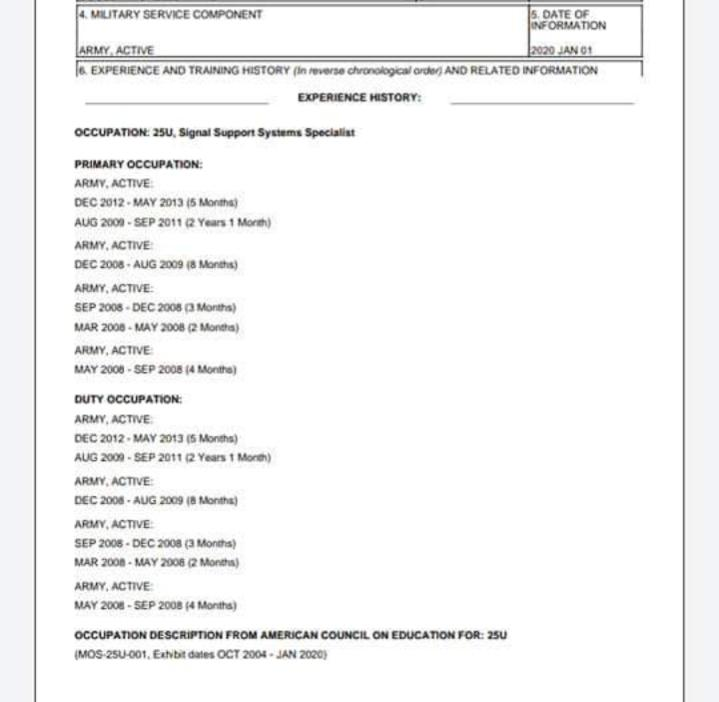 4. MILITARY SERVICE COMPONENT
5. DATE OF
INFORMATION
ARMY, ACTIVE
2020 JAN 01
6. EXPERIENCE AND TRAINING HISTORY (In reverse chronological order) AND RELATED INFORMATION
EXPERIENCE HISTORY:
OCCUPATION: 25U, Signal Support Systems Specialist
PRIMARY OCCUPATION:
ARMY, ACTIVE:
DEC 2012 - MAY 2013 (5 Months)
AUG 2009 - SEP 2011 (2 Years 1 Month)
ARMY, ACTIVE:
DEC 2008 - AUG 2009 (8 Months)
ARMY, ACTIVE:
SEP 2008 - DEC 2008 (3 Months)
MAR 2008 - MAY 2008 (2 Months)
ARMY, ACTIVE:
MAY 2008 - SEP 2008 (4 Months)
DUTY OCCUPATION:
ARMY, ACTIVE:
DEC 2012 - MAY 2013 (5 Months)
AUG 2009 - SEP 2011 (2 Years 1 Month)
ARMY, ACTIVE:
DEC 2008 - AUG 2009 (8 Months)
ARMY, ACTIVE:
SEP 2008 - DEC 2008 (3 Months)
MAR 2008 - MAY 2008 (2 Months)
ARMY, ACTIVE:
MAY 2008 - SEP 2008 (4 Months)
OCCUPATION DESCRIPTION FROM AMERICAN COUNCIL ON EDUCATION FOR: 25U
(MOS-25U-001, Exhibit dates OCT 2004 - JAN 2020)